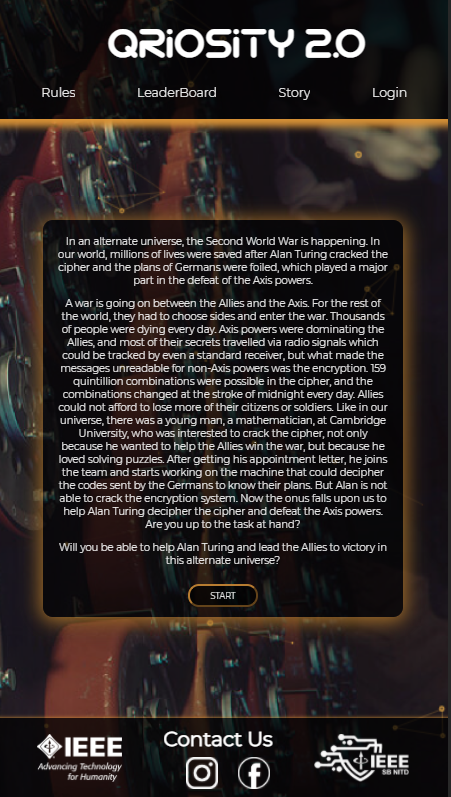 QRiOSiTY 2.0
Rules LeaderBoard Story Login
In an alternate universe, the Second World War is happening. In
our world, millions of lives were saved after Alan Turing cracked the
cipher and the plans of Germans were foiled, which played a major
part in the defeat of the Axis powers.
A war is going on between the Allies and the Axis. For the rest of
the world, they had to choose sides and enter the war. Thousands
of people were dying every day. Axis powers were dominating the
Allies, and most of their secrets travelled via radio signals which
could be tracked by even a standard receiver, but what made the
messages unreadable for non-Axis powers was the encryption. 159
quintillion combinations were possible in the cipher, and the
combinations changed at the stroke of midnight every day. Allies
could not afford to lose more of their citizens or soldiers. Like in our
universe, there was a young man, a mathematician, at Cambridge
University, who was interested to crack the cipher, not only
because he wanted to help the Allies win the war, but because he
loved solving puzzles. After getting his appointment letter, he joins
the team and starts working on the machine that could decipher
the codes sent by the Germans to know their plans. But Alan is not
able to crack the encryption system. Now the onus falls upon us to
help Alan Turing decipher the cipher and defeat the Axis powers.
Are you up to the task at hand?
Will you be able to help Alan Turing and lead the Allies to victory in
this alternate universe?
START
IEEE
Advancing Technology
for Humanity
Contact Us
IEEE
SB NITD